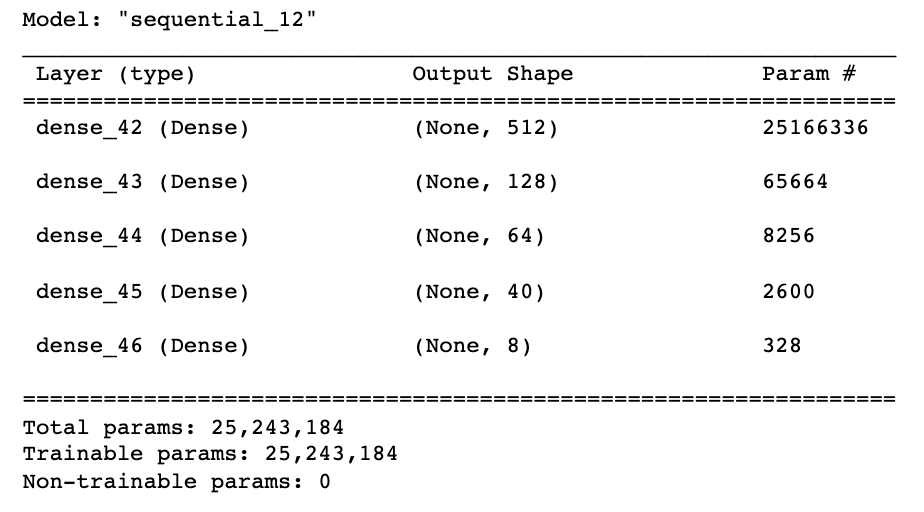 Model: "sequential_12"
Layer (type) Output Shape Param #
dense_42 (Dense) (None, 512) 25166336
dense_43 (Dense) (None, 128) 65664
dense_44 (Dense) (None, 64) 8256
dense_45 (Dense) (None, 40) 2600
dense_46 (Dense) (None, 8) 328
Total params: 25,243,184
Trainable params: 25,243,184
Non-trainable params: 0